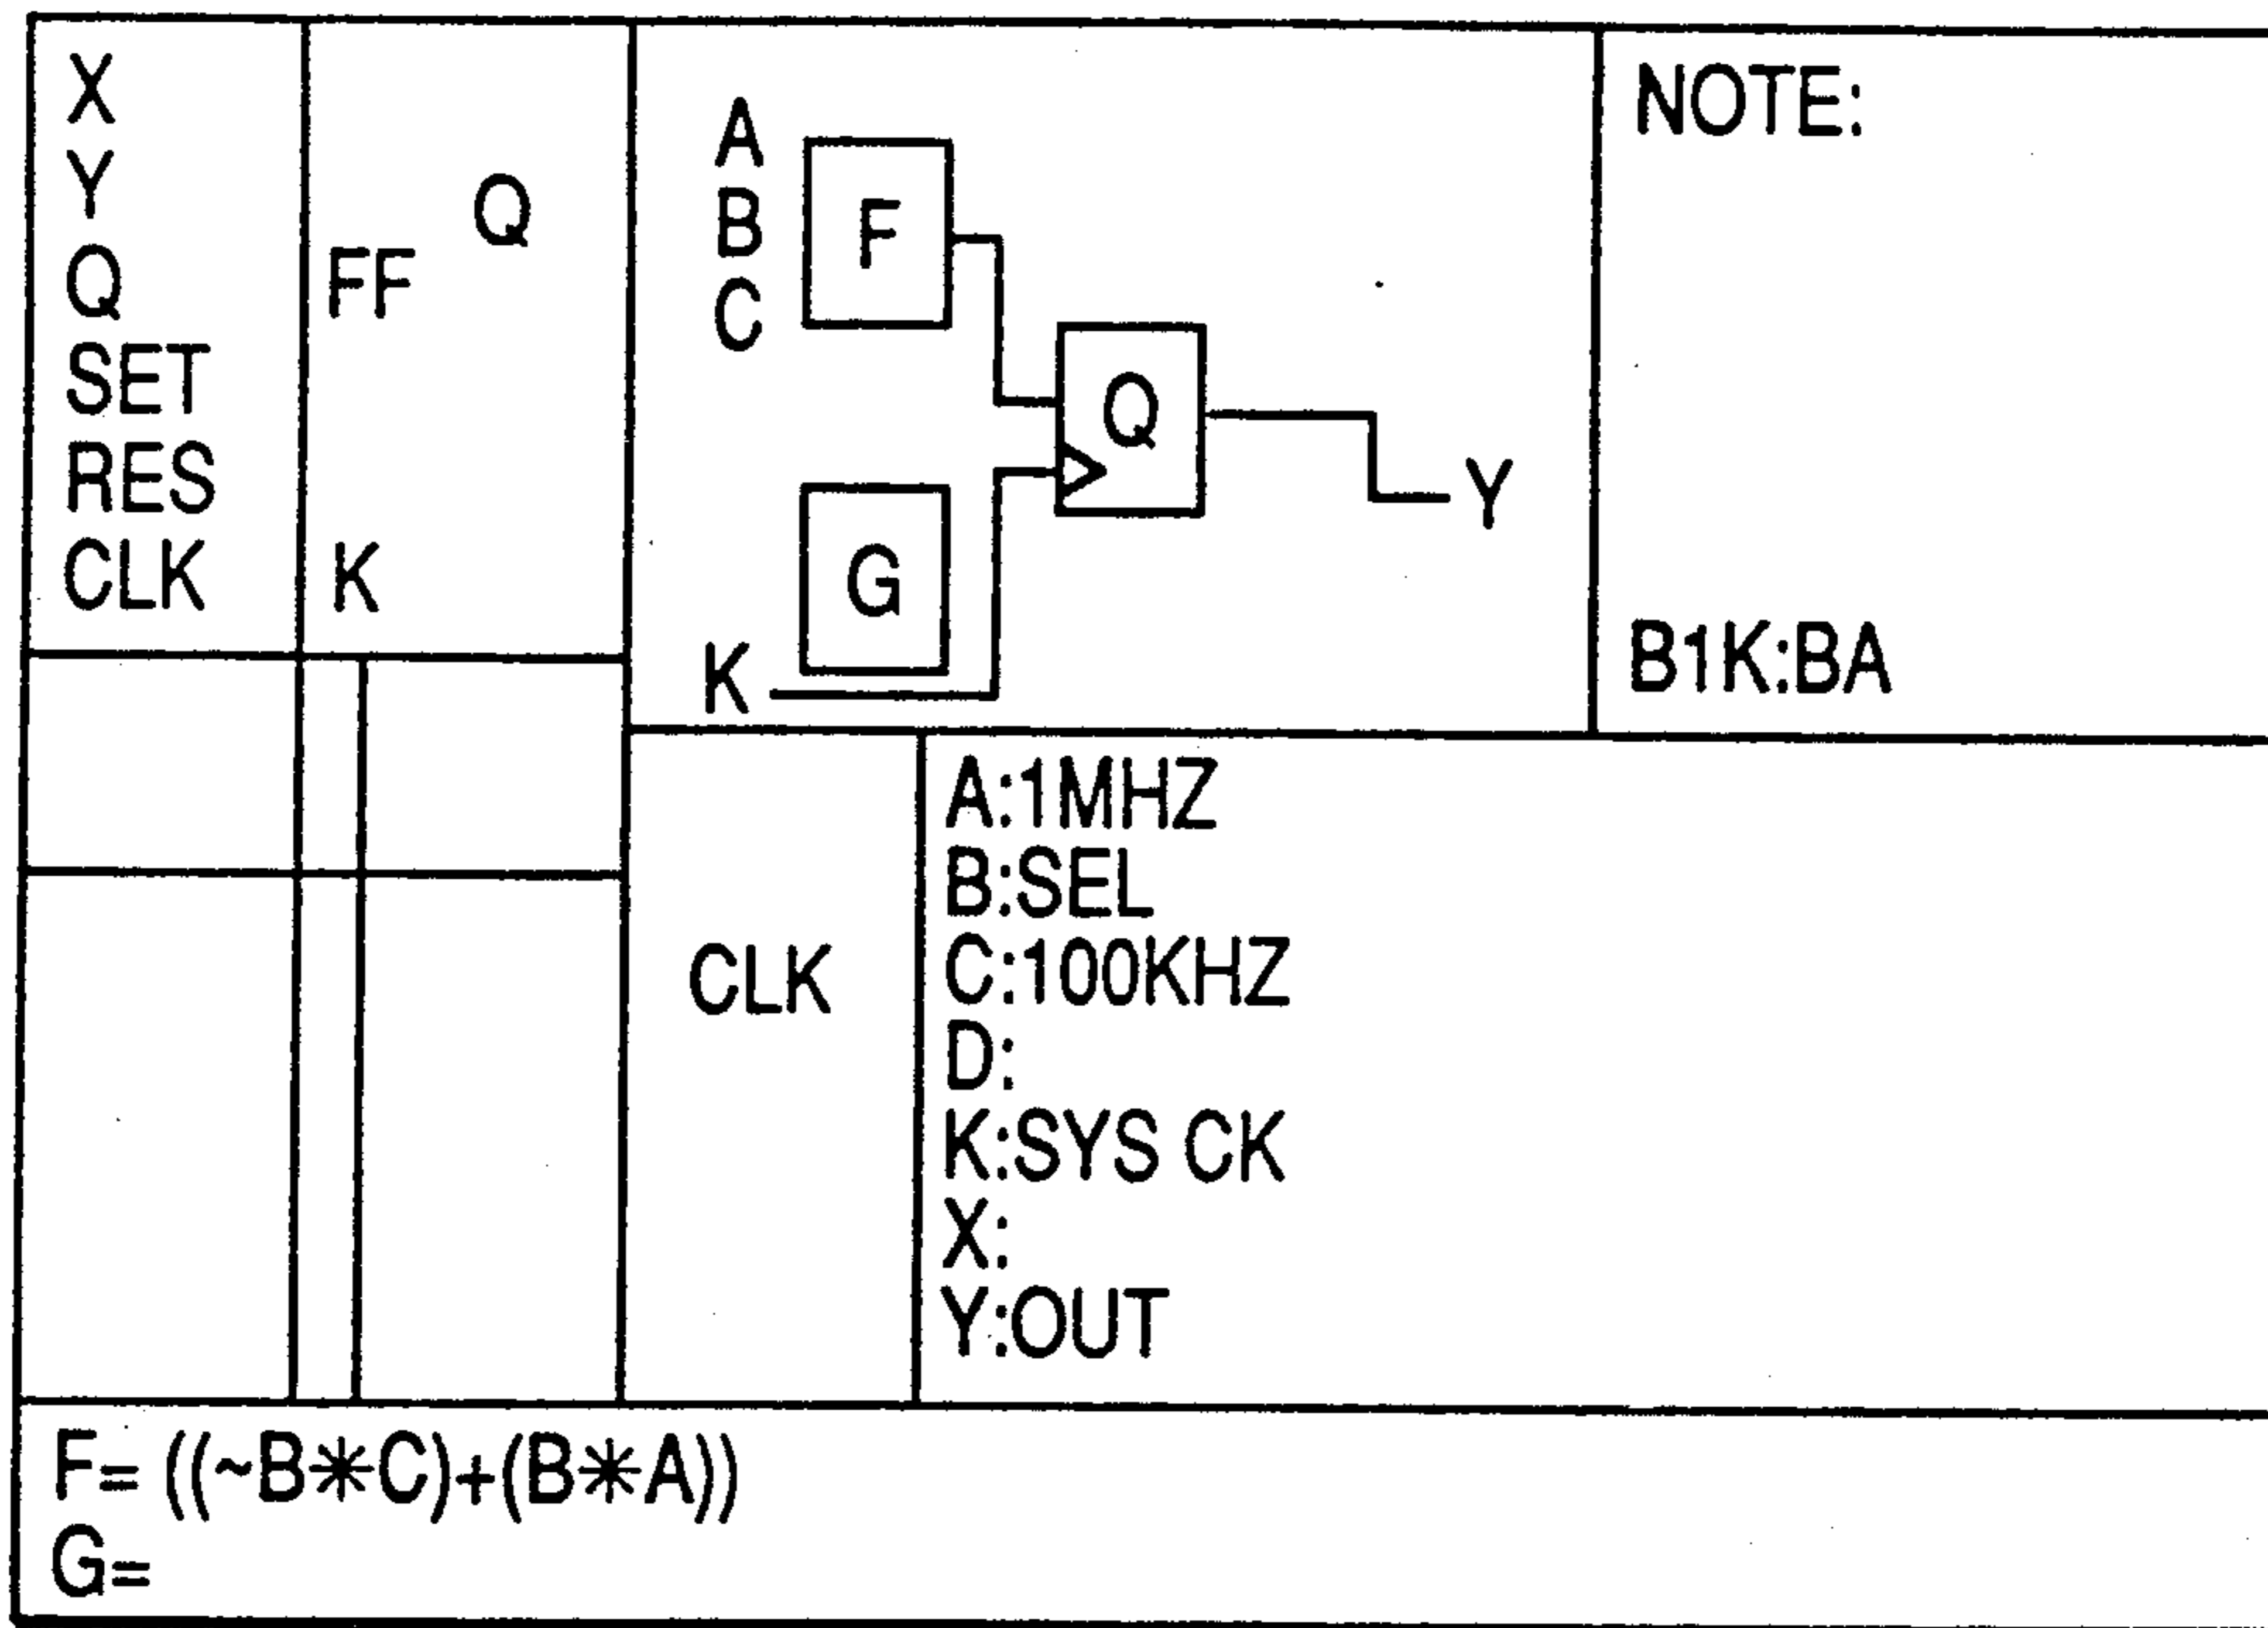 X
Y
Q
SET
RES
CLK
Q
FF
K
A
B
C
F
Q
Y
G
K
NOTE:
B1K:BA
CLK
A:1MHZ
B:SEL
C:100KHZ
D:
K:SYS CK
X:
Y:OUT
F= ((~B*C)+(B*A))
G=